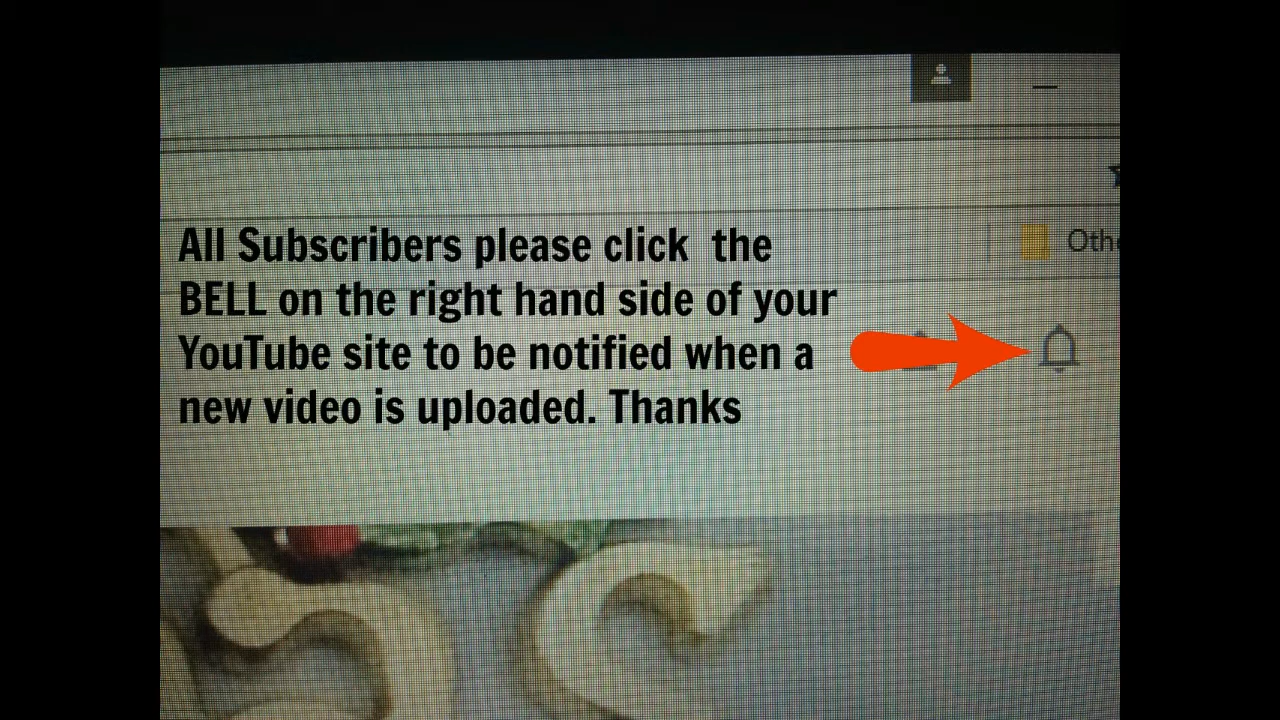 Othe
All Subscribers please click  the
BELL on the right hand side of your
YouTube site to be notified when a
new video is uploaded. Thanks